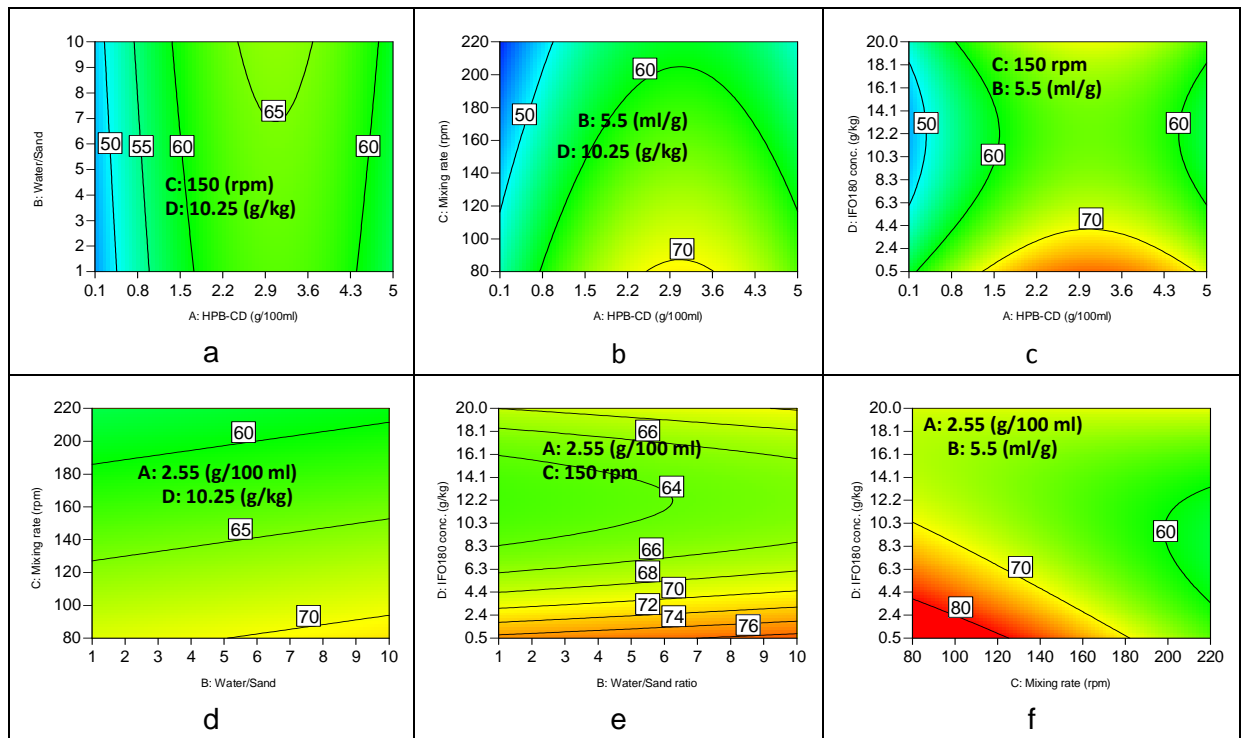 10
9
8
7
6
5
4
3
2
1
B: Water/Sand
50
55
60
65
60
C: 150 (rpm)
D: 10.25 (g/kg)
0.1 0.8 1.5 2.2 2.9 3.6 4.3 5
A: HPB-CD (g/100ml)
a
220
200
180
160
140
120
100
80
C: Mixing rate (rpm)
60
50
B: 5.5 (ml/g)
D: 10.25 (g/kg)
70
0.1 0.8 1.5 2.2 2.9 3.6 4.3 5
A: HPB-CD (g/100ml)
b
20.0
18.1
16.1
14.1
12.2
10.3
8.3
6.3
4.4
2.4
0.5
D: IFO180 conc. (g/kg)
C: 150 rpm
B: 5.5 (ml/g)
50
60
60
70
0.1 0.8 1.5 2.2 2.9 3.6 4.3 5
A: HPB-CD (g/100ml)
c
220
200
180
160
140
120
100
80
C: Mixing rate (rpm)
60
A: 2.55 (g/100 ml)
D: 10.25 (g/kg)
65
70
1 2 3 4 5 6 7 8 9 10
B: Water/Sand
d
20.0
18.1
16.1
14.1
12.2
10.3
8.3
6.3
4.4
2.4
0.5
D: IFO180 conc. (g/kg)
66
A: 2.55 (g/100 ml)
C: 150 rpm
64
66
68
70
72
74
76
1 2 3 4 5 6 7 8 9 10
B: Water/Sand ratio
e
20.0
18.1
16.1
14.1
12.2
10.3
8.3
6.3
4.4
2.4
0.5
D: IFO180 conc. (g/kg)
A: 2.55 (g/100 ml)
B: 5.5 (ml/g)
60
70
80
80 100 120 140 160 180 200 220
C: Mixing rate (rpm)
f